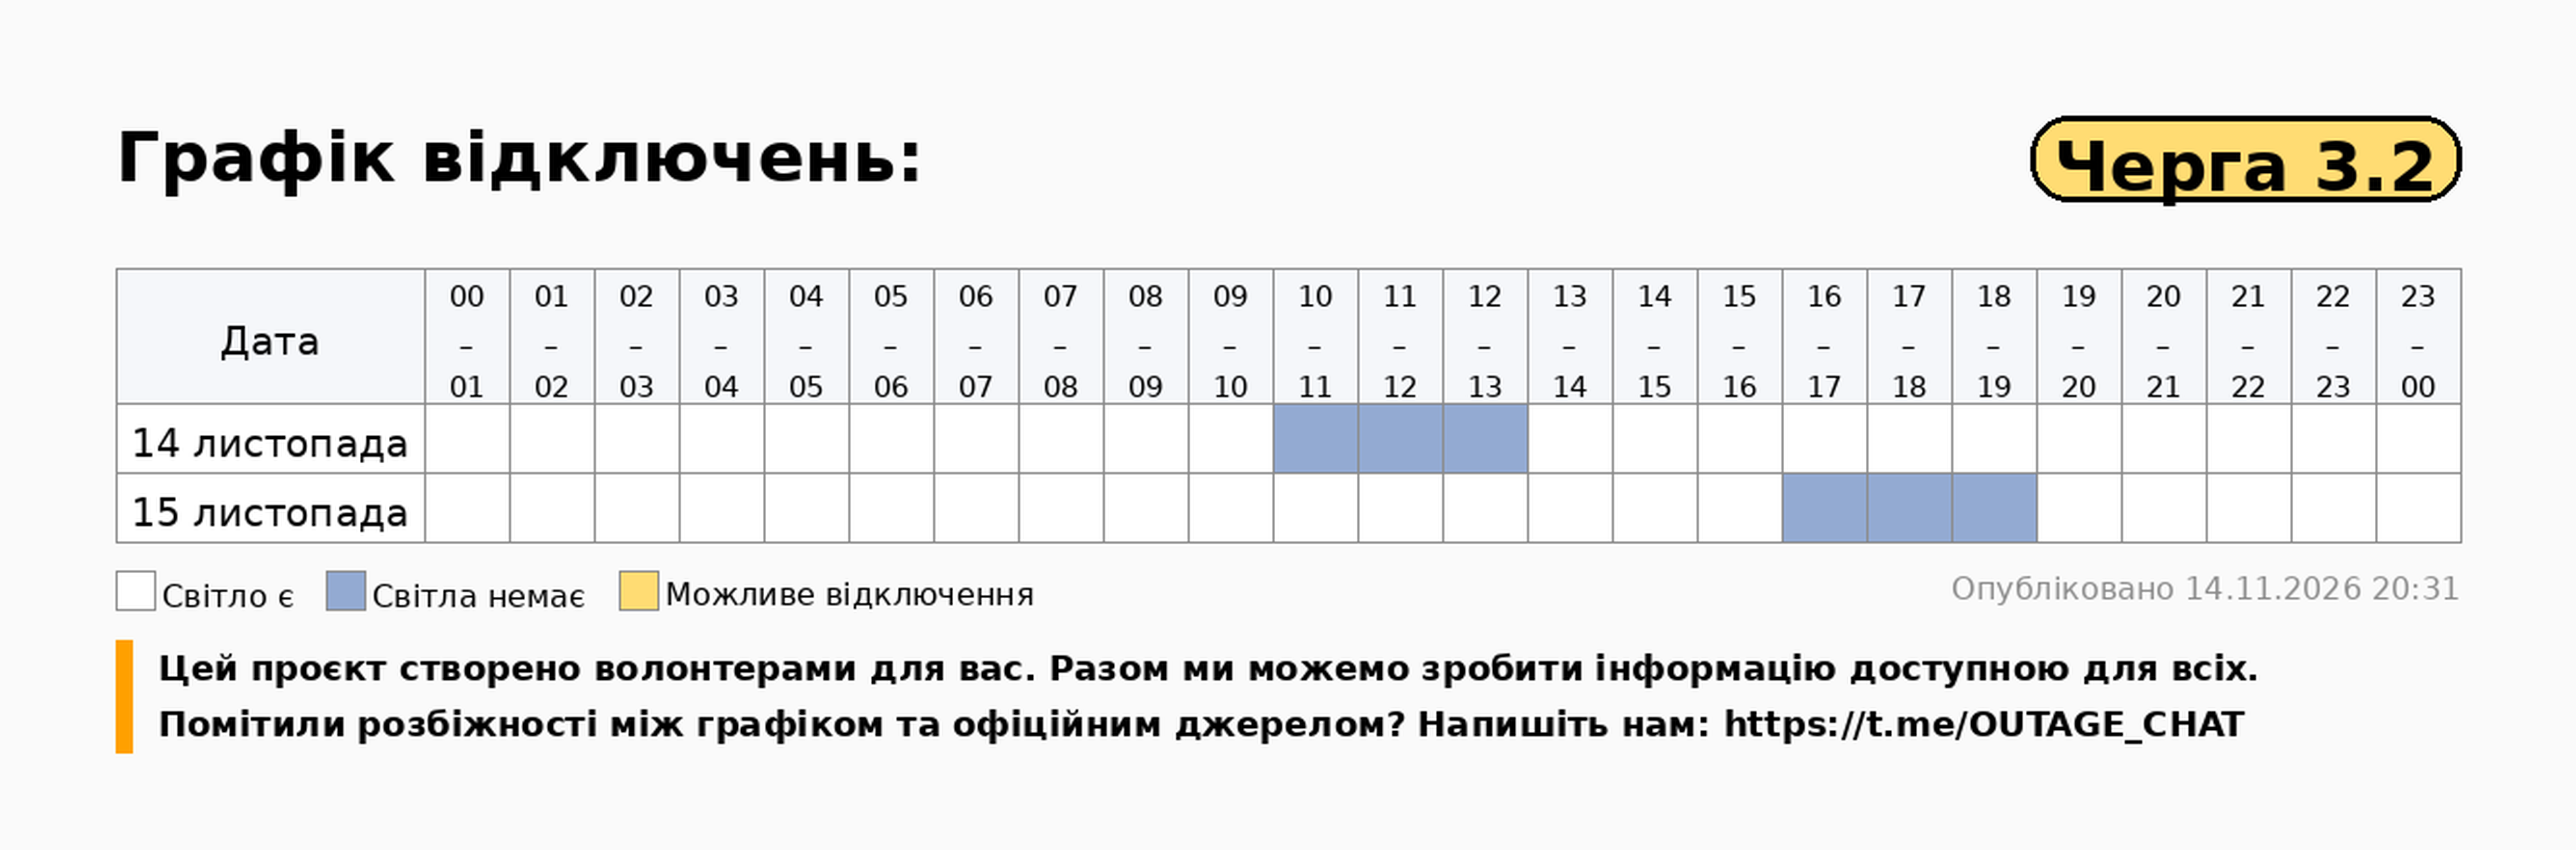 Графік відключень:
Черга 3.2
Дата 00 – 01 01 – 02 02 – 03 03 – 04 04 – 05 05 – 06 06 – 07 07 – 08 08 – 09 09 – 10 10 – 11 11 – 12 12 – 13 13 – 14 14 – 15 15 – 16 16 – 17 17 – 18 18 – 19 19 – 20 20 – 21 21 – 22 22 – 23 23 – 00
14 листопада
15 листопада
Світло є Світла немає Можливе відключення
Опубліковано 14.11.2026 20:31
Цей проєкт створено волонтерами для вас. Разом ми можемо зробити інформацію доступною для всіх.
Помітили розбіжності між графіком та офіційним джерелом? Напишіть нам: https://t.me/OUTAGE_CHAT